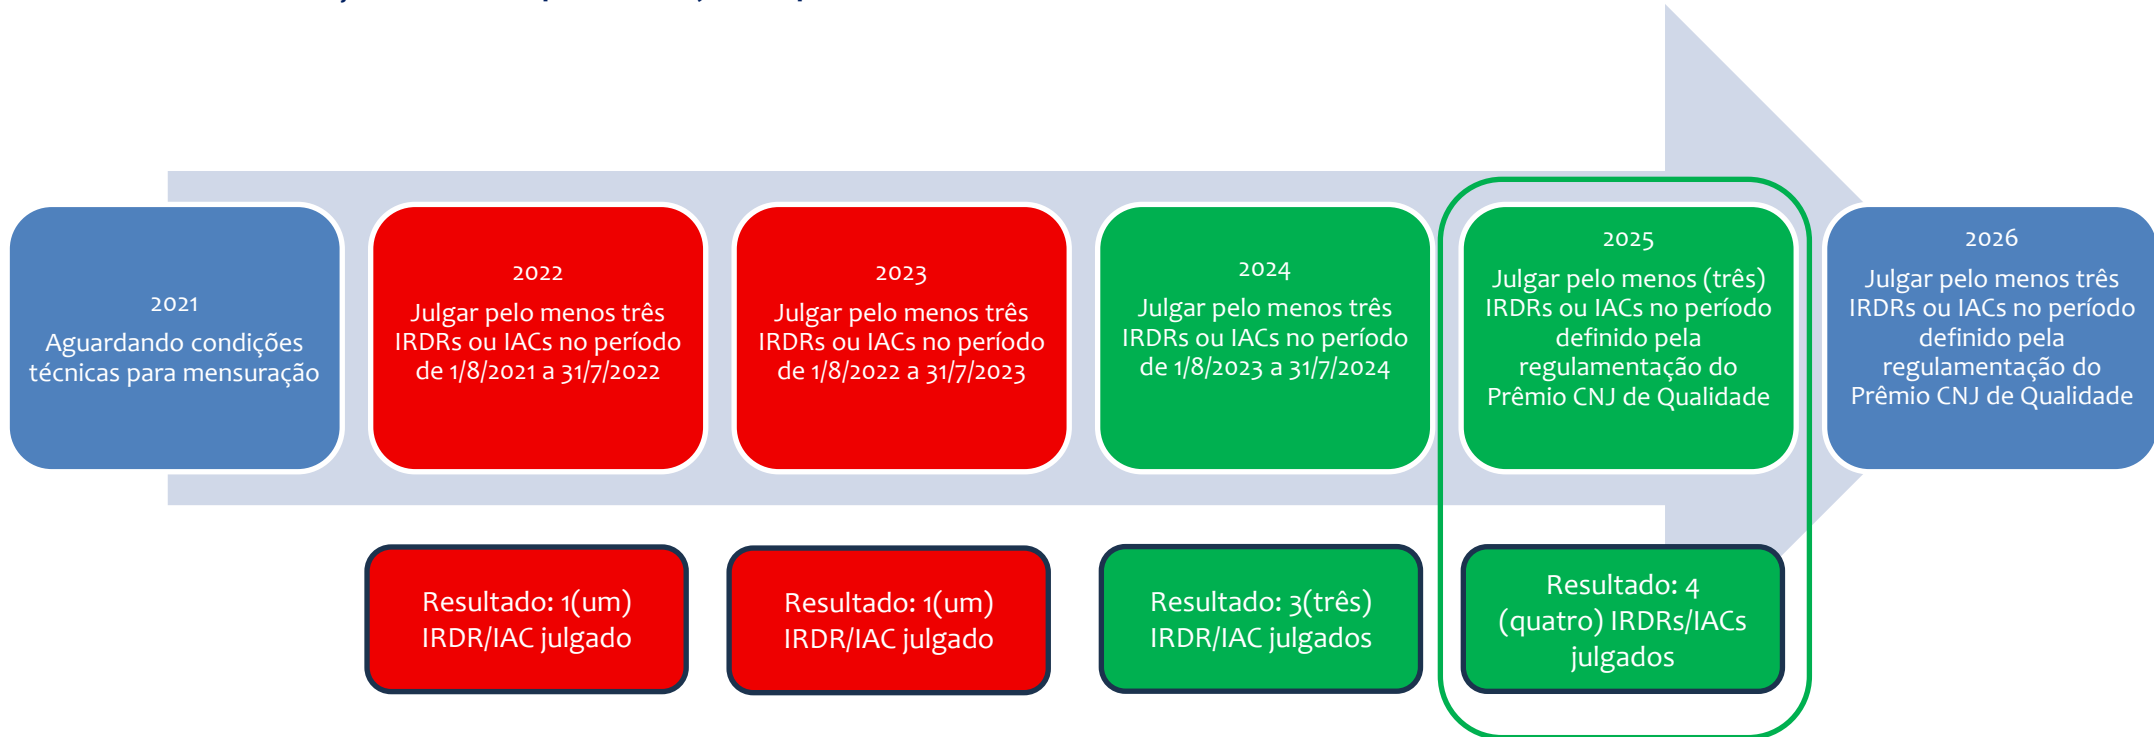 2021
Aguardando condições
técnicas para mensuração
2022
Julgar pelo menos três
IRDRs ou IACs no período
de 1/8/2021 a 31/7/2022
2023
Julgar pelo menos três
IRDRs ou IACs no período
de 1/8/2022 a 31/7/2023
2024
Julgar pelo menos três
IRDRs ou IACs no período
de 1/8/2023 a 31/7/2024
2025
Julgar pelo menos (três)
IRDRs ou IACs no período
definido pela
regulamentação do
Prêmio CNJ de Qualidade
2026
Julgar pelo menos três
IRDRs ou IACs no período
definido pela
regulamentação do
Prêmio CNJ de Qualidade
Resultado: 1(um)
IRDR/IAC julgado
Resultado: 1(um)
IRDR/IAC julgado
Resultado: 3(três)
IRDR/IAC julgados
Resultado: 4
(quatro) IRDRs/IACs
julgados